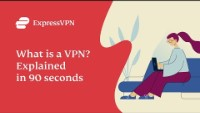 ExpressVPN
What is a VPN?
Explained
in 90 seconds